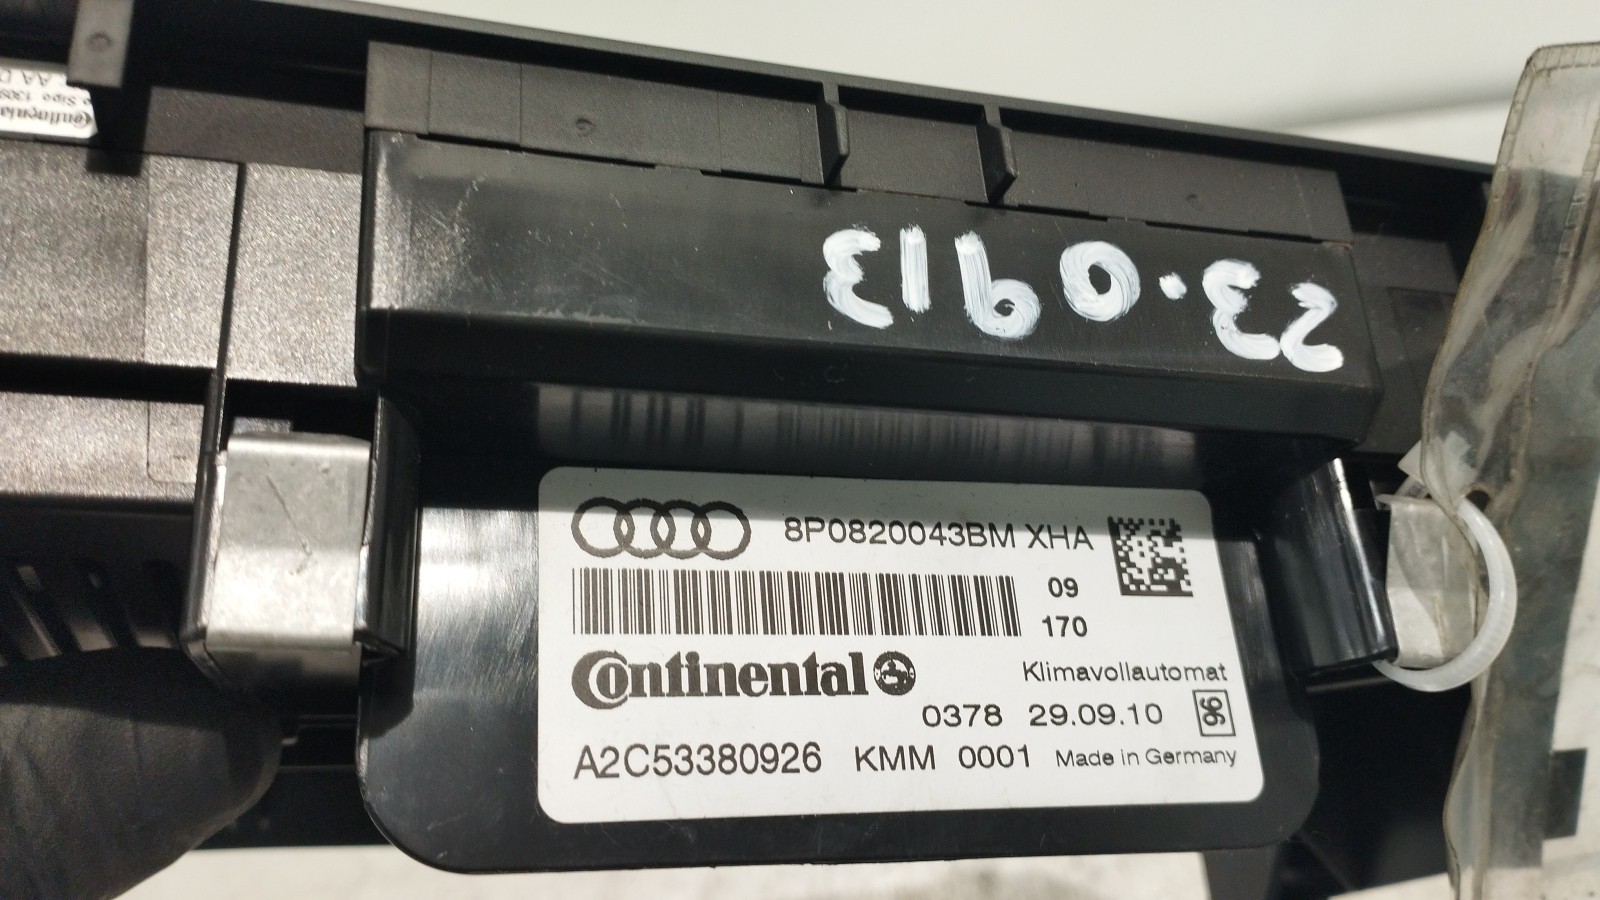 23.0913
8P0820043BM XHA
09
170
Continental
Klimavollautomat
0378 29.09.10 96
A2C53380926 KMM 0001 Made in Germany